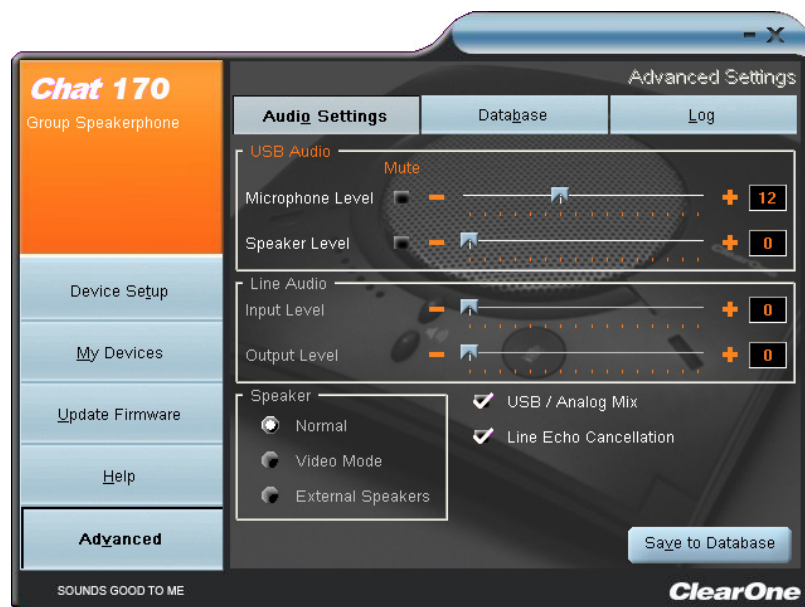 Chat 170
Group Speakerphone
Advanced Settings
Audio Settings
Database
Log
USB Audio
Mute
Microphone Level
12
Speaker Level
0
Line Audio
Input Level
0
Output Level
0
Speaker
Normal
Video Mode
External Speakers
USB / Analog Mix
Line Echo Cancellation
Device Setup
My Devices
Update Firmware
Help
Advanced
Save to Database
SOUNDS GOOD TO ME
ClearOne